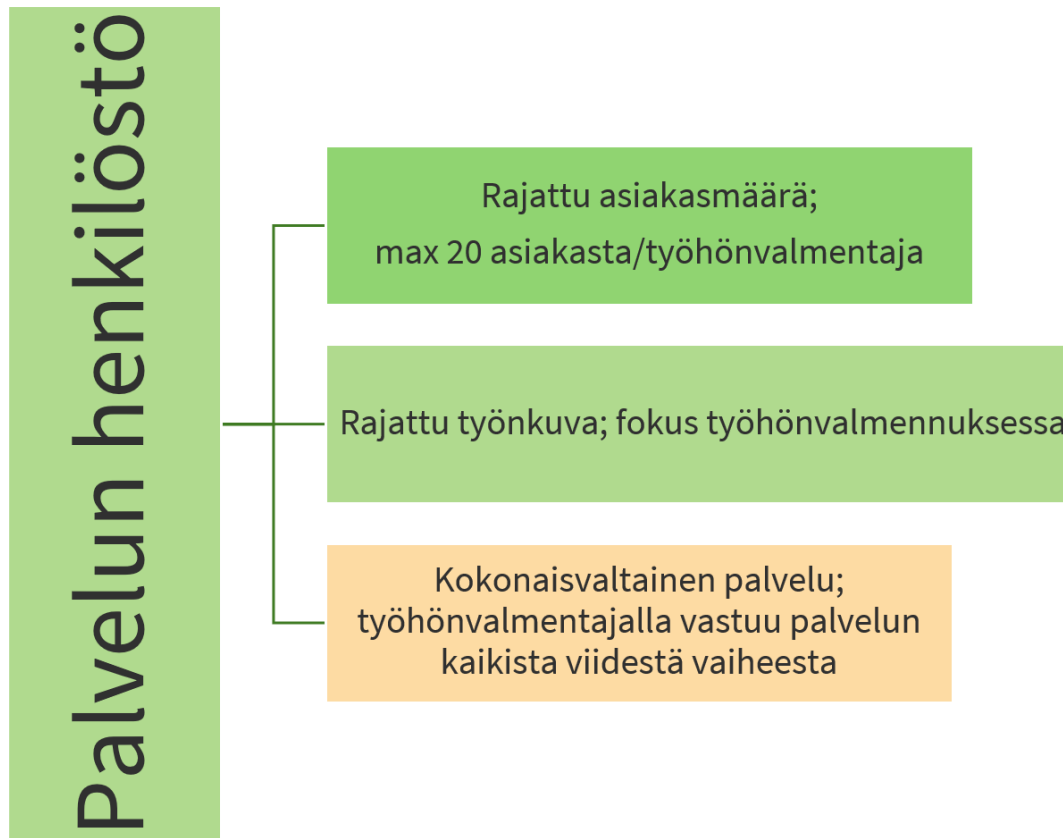 Palvelun henkilöstö
Rajattu asiakasmäärä;
max 20 asiakasta/työhönvalmentaja
Rajattu työnkuva; fokus työhönvalmennuksessa
Kokonaisvaltainen palvelu;
työhönvalmentajalla vastuu palvelun
kaikista viidestä vaiheesta